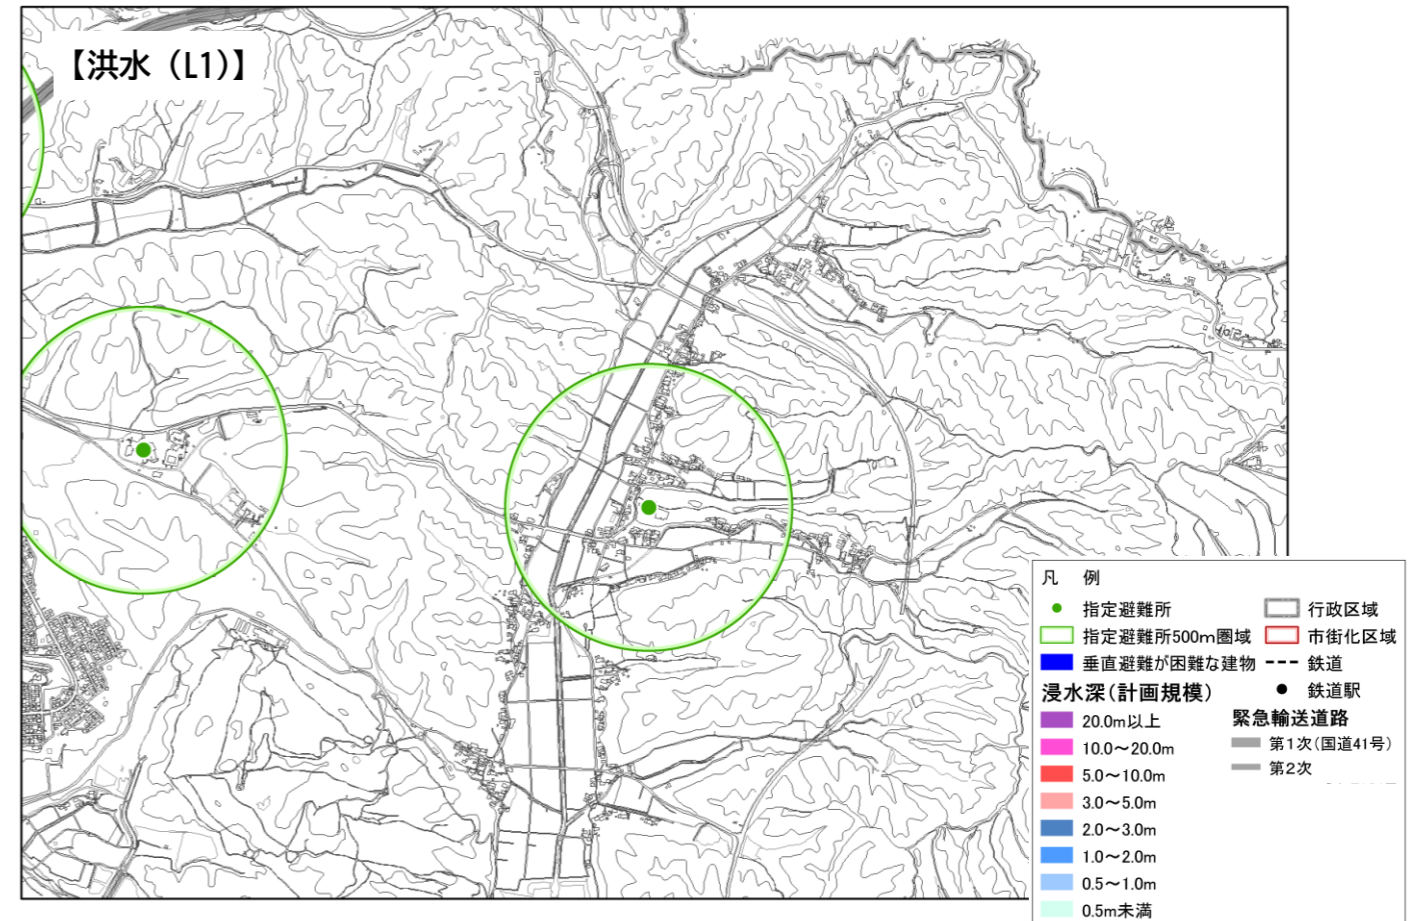 【洪水（L1）】
凡 例
指定避難所
行政区域
指定避難所500m圏域
市街化区域
垂直避難が困難な建物
鉄道
浸水深（計画規模）
鉄道駅
20.0m以上
緊急輸送道路
10.0～20.0m
第1次（国道41号）
5.0～10.0m
第2次
3.0～5.0m
2.0～3.0m
1.0～2.0m
0.5～1.0m
0.5m未満